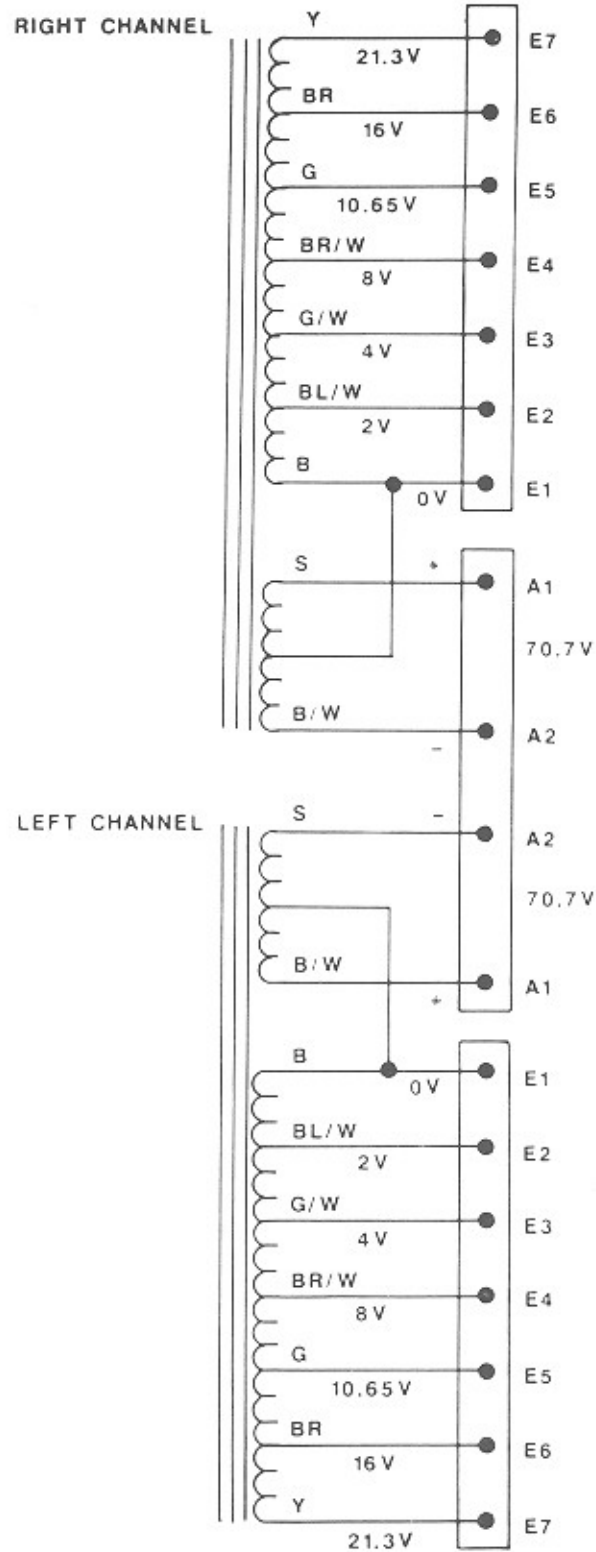 RIGHT CHANNEL
Y
21.3V
E7
BR
16V
E6
G
10.65V
E5
BR/W
8V
E4
G/W
4V
E3
BL/W
2V
E2
B
0V
E1
S
+
A1
70.7V
B/W
–
A2
LEFT CHANNEL
S
–
A2
70.7V
B/W
+
A1
B
0V
E1
BL/W
2V
E2
G/W
4V
E3
BR/W
8V
E4
G
10.65V
E5
BR
16V
E6
Y
21.3V
E7